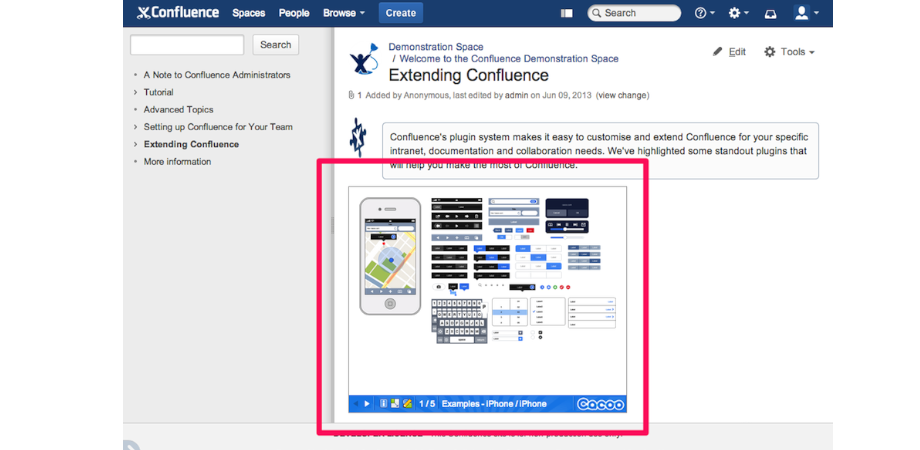 Confluence Spaces People Browse Create Search
Search
A Note to Confluence Administrators
Tutorial
Advanced Topics
Setting up Confluence for Your Team
Extending Confluence
More information
Demonstration Space
/ Welcome to the Confluence Demonstration Space
Edit Tools
Extending Confluence
1 Added by Anonymous, last edited by admin on Jun 09, 2013 (view change)
Confluence's plugin system makes it easy to customise and extend Confluence for your specific
intranet, documentation and collaboration needs. We've highlighted some standout plugins that
will help you make the most of Confluence.
1 / 5 Examples - iPhone / iPhone
cacoo